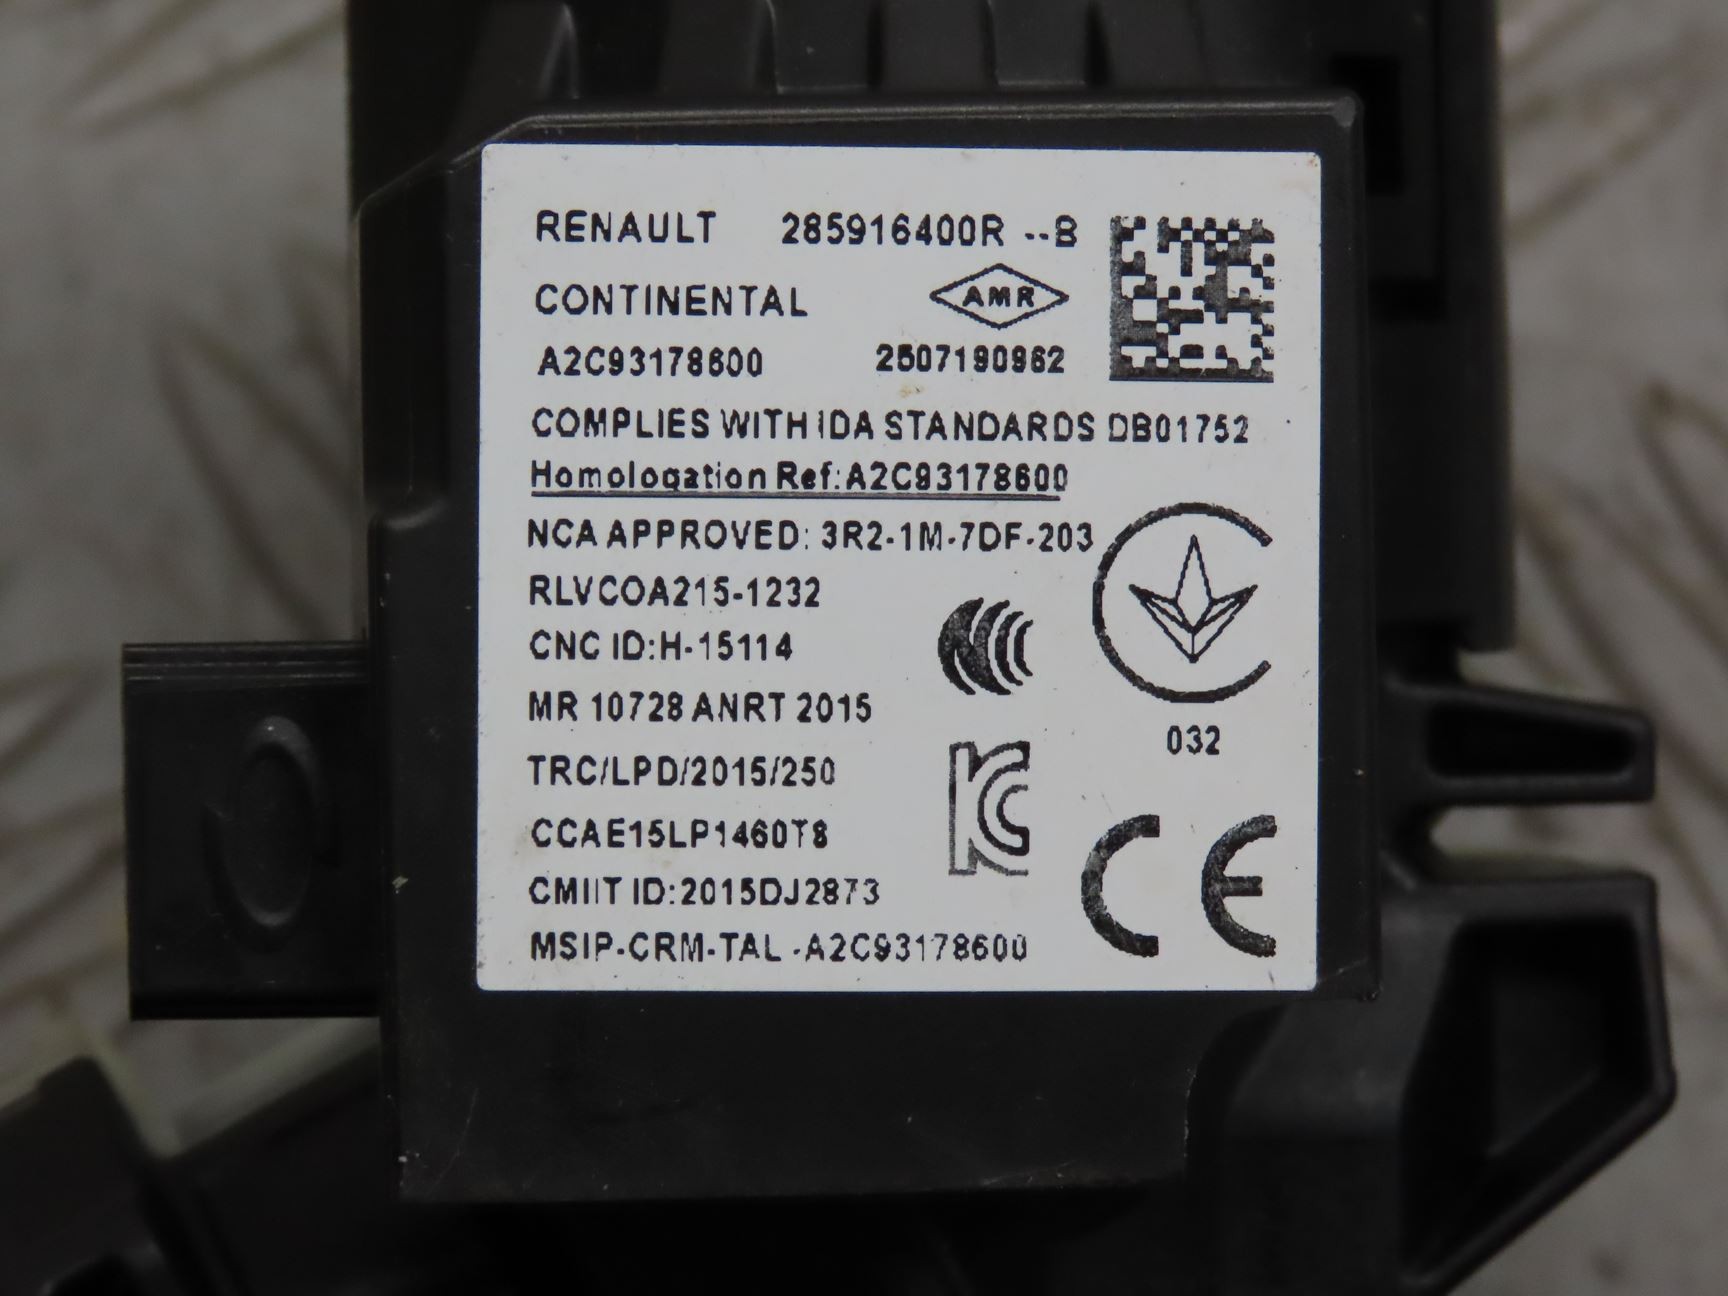 RENAULT 285916400R --B
CONTINENTAL AMR
A2C93178600 2507190962
COMPLIES WITH IDA STANDARDS DB01752
Homologation Ref:A2C93178600
NCA APPROVED: 3R2-1M-7DF-203
RLVCOA215-1232
CNC ID:H-15114
MR 10728 ANRT 2015
032
TRC/LPD/2015/250
CCAE15LP1460T8
CMIIT ID:2015DJ2873
MSIP-CRM-TAL-A2C93178600
CE